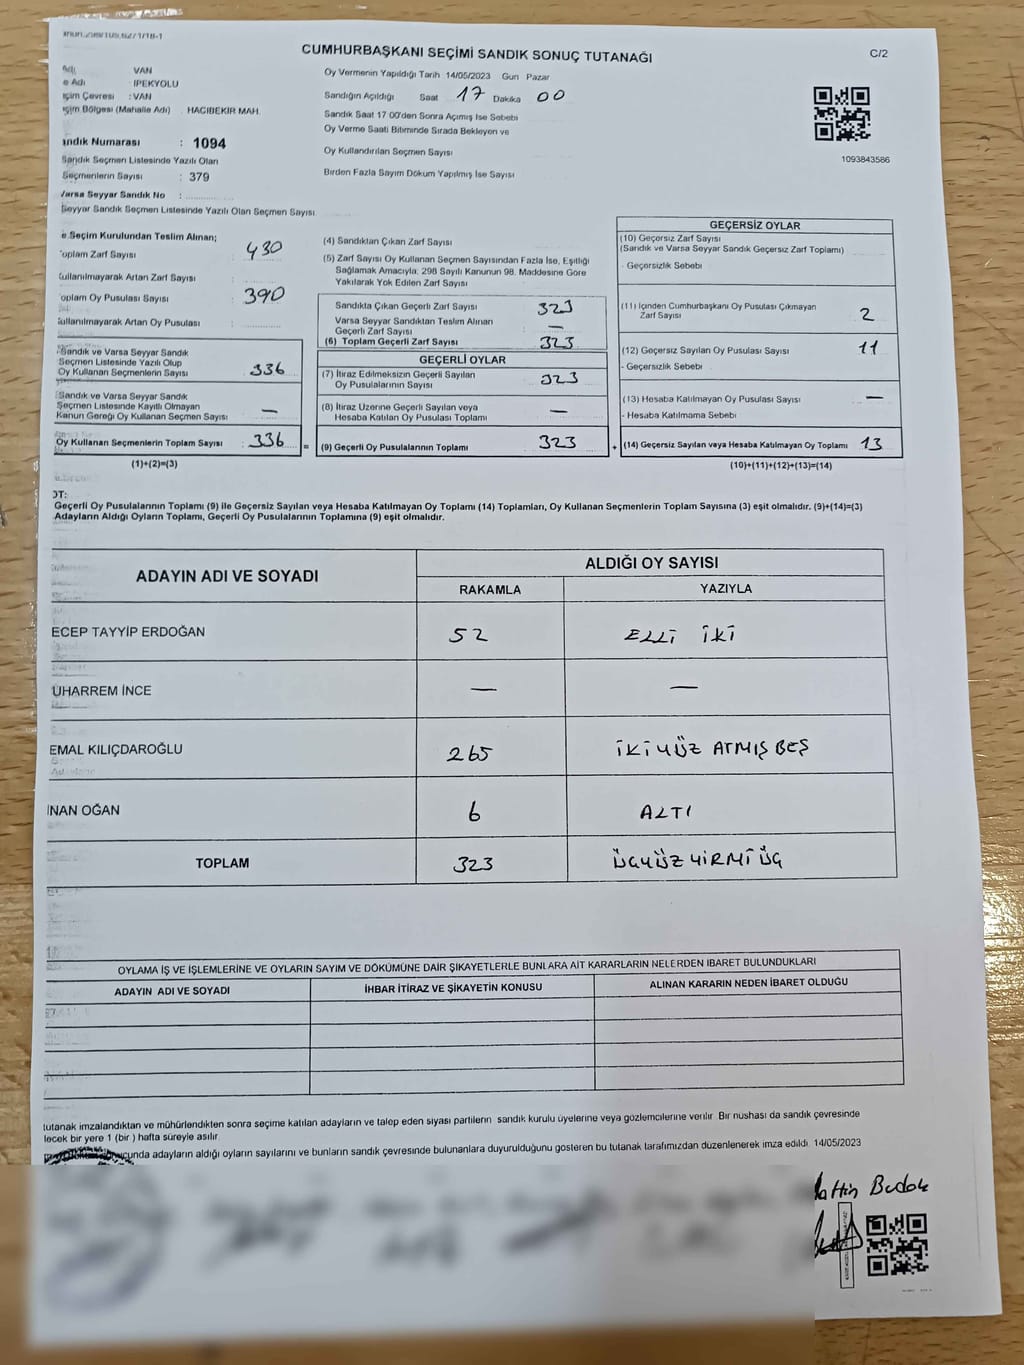 CUMHURBAŞKANI SEÇİMİ SANDIK SONUÇ TUTANAĞI
C/2
VAN
Adı : İPEKYOLU
Çevresi : VAN
Bölgesi (Mahalle Adı) : HACIBEKİR MAH.
Sandık Numarası : 1094
Sandık Seçmen Listesinde Yazılı Olan
Seçmenlerin Sayısı : 379
Varsa Seyyar Sandık No :
Seyyar Sandık Seçmen Listesinde Yazılı Olan Seçmen Sayısı
Oy Vermenin Yapıldığı Tarih 14/05/2023 Gün Pazar
Sandığın Açıldığı Saat 17 Dakika 00
Sandık Saat 17 00'den Sonra Açımış İse Sebebi
Oy Verme Saati Bitiminde Sırada Bekleyen ve
Oy Kullandırılan Seçmen Sayısı
Birden Fazla Sayım Döküm Yapılmış İse Sayısı
1093843586
Seçim Kurulundan Teslim Alınan;
Toplam Zarf Sayısı : 430
Kullanılmayarak Artan Zarf Sayısı :
Toplam Oy Pusulası Sayısı : 390
Kullanılmayarak Artan Oy Pusulası :
Sandık ve Varsa Seyyar Sandık
Seçmen Listesinde Yazılı Olup
Oy Kullanan Seçmenlerin Sayısı : 336
Sandık ve Varsa Seyyar Sandık
Seçmen Listesinde Kayıtlı Olmayan
Kanun Gereği Oy Kullanan Seçmen Sayısı : —
Oy Kullanan Seçmenlerin Toplam Sayısı : 336 =
(1)+(2)=(3)
(4) Sandıktan Çıkan Zarf Sayısı
(5) Zarf Sayısı Oy Kullanan Seçmen Sayısından Fazla İse, Eşitliği
Sağlamak Amacıyla; 298 Sayılı Kanunun 98. Maddesine Göre
Yakılarak Yok Edilen Zarf Sayısı
Sandıkta Çıkan Geçerli Zarf Sayısı 323
Varsa Seyyar Sandıktan Teslim Alınan
Geçerli Zarf Sayısı —
(6) Toplam Geçerli Zarf Sayısı 323
GEÇERLİ OYLAR
(7) İtiraz Edilmeksizin Geçerli Sayılan
Oy Pusulalarının Sayısı 323
(8) İtiraz Üzerine Geçerli Sayılan veya
Hesaba Katılan Oy Pusulası Toplamı —
(9) Geçerli Oy Pusulalarının Toplamı 323 +
GEÇERSİZ OYLAR
(10) Geçersiz Zarf Sayısı
(Sandık ve Varsa Seyyar Sandık Geçersiz Zarf Toplamı)
- Geçersizlik Sebebi
(11) İçinden Cumhurbaşkanı Oy Pusulası Çıkmayan
Zarf Sayısı 2
(12) Geçersiz Sayılan Oy Pusulası Sayısı 11
- Geçersizlik Sebebi
(13) Hesaba Katılmayan Oy Pusulası Sayısı —
- Hesaba Katılmama Sebebi
(14) Geçersiz Sayılan veya Hesaba Katılmayan Oy Toplamı 13
(10)+(11)+(12)+(13)=(14)
OT:
Geçerli Oy Pusulalarının Toplamı (9) ile Geçersiz Sayılan veya Hesaba Katılmayan Oy Toplamı (14) Toplamları, Oy Kullanan Seçmenlerin Toplam Sayısına (3) eşit olmalıdır. (9)+(14)=(3)
Adayların Aldığı Oyların Toplamı, Geçerli Oy Pusulalarının Toplamına (9) eşit olmalıdır.
ADAYIN ADI VE SOYADI
ALDIĞI OY SAYISI
RAKAMLA YAZIYLA
ECEP TAYYİP ERDOĞAN 52 ELLİ İKİ
UHARREM İNCE — —
EMAL KILIÇDAROĞLU 265 İKİ YÜZ ATMIŞ BEŞ
İNAN OĞAN 6 ALTI
TOPLAM 323 ÜÇYÜZ YİRMİ ÜÇ
OYLAMA İŞ VE İŞLEMLERİNE VE OYLARIN SAYIM VE DÖKÜMÜNE DAİR ŞİKAYETLERLE BUNLARA AİT KARARLARIN NELERDEN İBARET BULUNDUKLARI
ADAYIN ADI VE SOYADI İHBAR İTİRAZ VE ŞİKAYETİN KONUSU ALINAN KARARIN NEDEN İBARET OLDUĞU
tutanak imzalandıktan ve mühürlendikten sonra seçime katılan adayların ve talep eden siyasi partilerin sandık kurulu üyelerine veya gözlemcilerine verilir Bir nüshası da sandık çevresinde
lecek bir yere 1 (bir ) hafta süreyle asılır
cunda adayların aldığı oyların sayılarını ve bunların sandık çevresinde bulunanlara duyurulduğunu gösteren bu tutanak tarafımızdan düzenlenerek imza edildi 14/05/2023